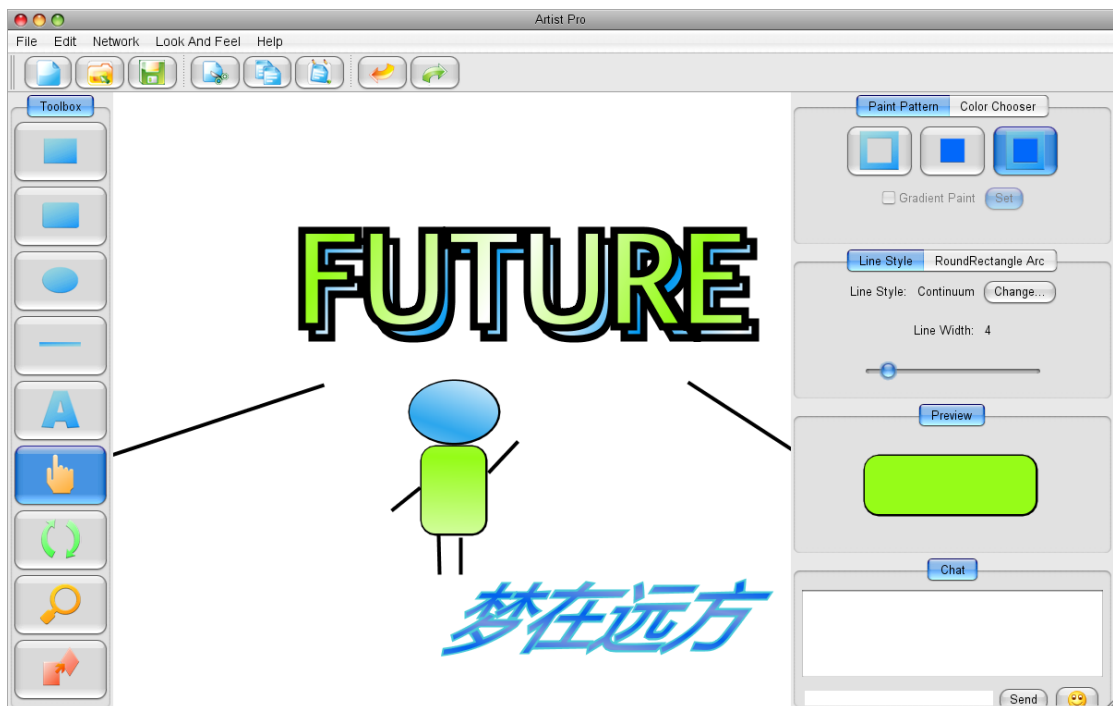 Artist Pro
File Edit Network Look And Feel Help
Toolbox
A
FUTURE
梦在远方
Paint Pattern Color Chooser
Gradient Paint Set
Line Style RoundRectangle Arc
Line Style: Continuum Change...
Line Width: 4
Preview
Chat
Send